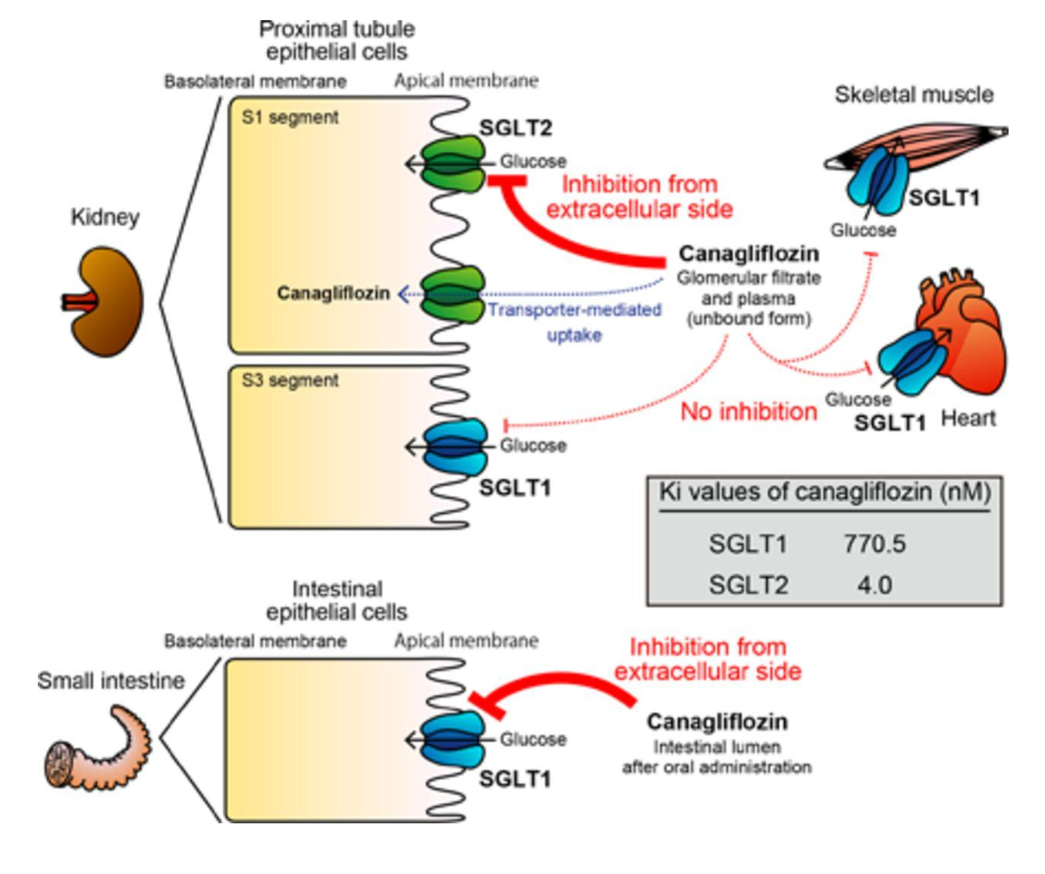 Proximal tubule
epithelial cells
Basolateral membrane
Apical membrane
S1 segment
SGLT2
Glucose
Inhibition from
extracellular side
Skeletal muscle
SGLT1
Glucose
Kidney
Canagliflozin
Glomerular filtrate
and plasma
(unbound form)
Canagliflozin
Transporter-mediated
uptake
S3 segment
No inhibition
Glucose
SGLT1
Heart
Glucose
SGLT1
Ki values of canagliflozin (nM)
SGLT1 770.5
SGLT2 4.0
Intestinal
epithelial cells
Basolateral membrane
Apical membrane
Small intestine
Inhibition from
extracellular side
Canagliflozin
Intestinal lumen
after oral administration
Glucose
SGLT1